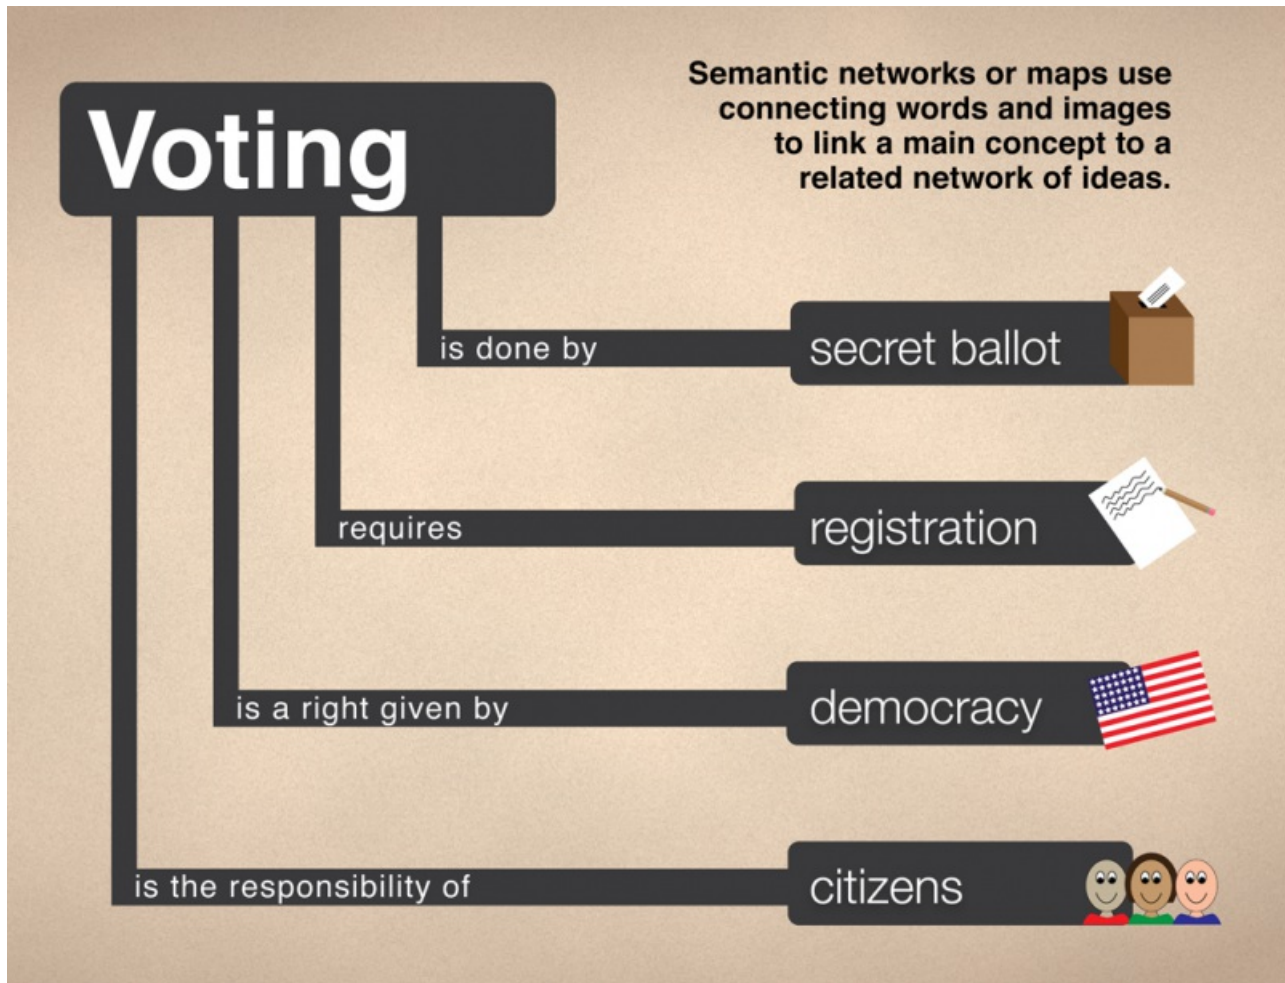 Voting
Semantic networks or maps use
connecting words and images
to link a main concept to a
related network of ideas.
is done by
secret ballot
requires
registration
is a right given by
democracy
is the responsibility of
citizens